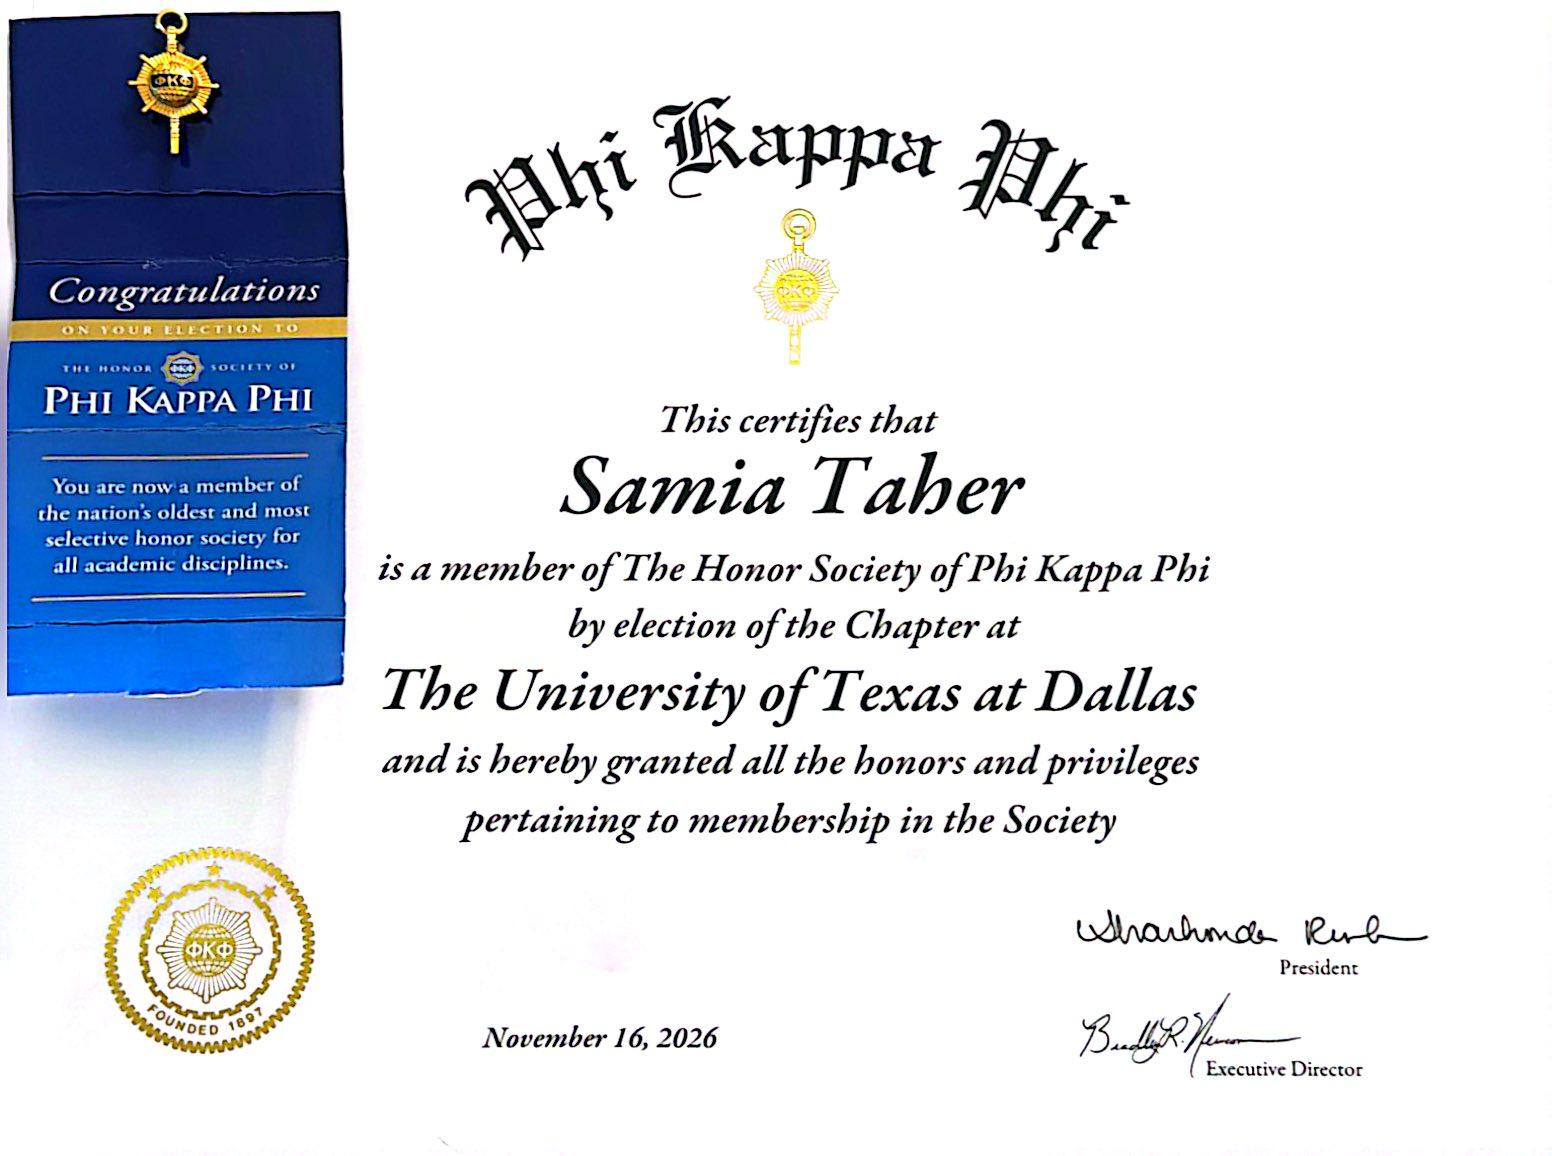 ΦΚΦ
Congratulations
ON YOUR ELECTION TO
THE HONOR ΦΚΦ SOCIETY OF
PHI KAPPA PHI
You are now a member of
the nation's oldest and most
selective honor society for
all academic disciplines.
Phi Kappa Phi
ΦΚΦ
This certifies that
Samia Taher
is a member of The Honor Society of Phi Kappa Phi
by election of the Chapter at
The University of Texas at Dallas
and is hereby granted all the honors and privileges
pertaining to membership in the Society
ΦΚΦ
FOUNDED 1897
November 16, 2026
President
Bradley R. Newcom
Executive Director